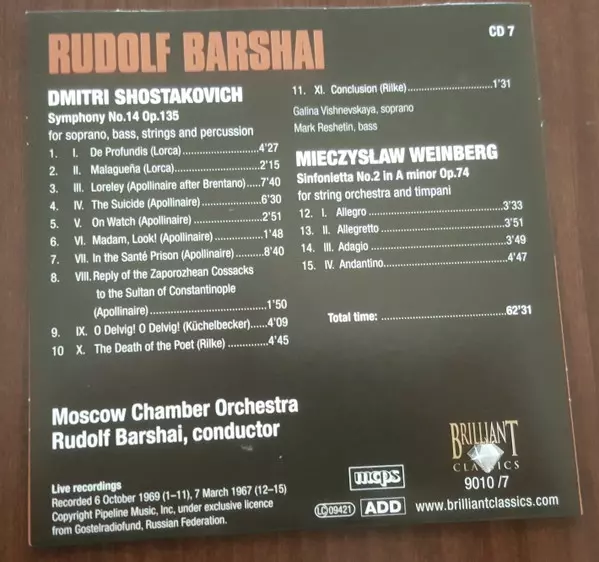 RUDOLF BARSHAI
CD 7
DMITRI SHOSTAKOVICH
Symphony No.14 Op.135
for soprano, bass, strings and percussion
1. I. De Profundis (Lorca)..................4'27
2. II. Malagueña (Lorca)..................2'15
3. III. Loreley (Apollinaire after Brentano)....7'40
4. IV. The Suicide (Apollinaire)..................6'30
5. V. On Watch (Apollinaire)..................2'51
6. VI. Madam, Look! (Apollinaire)..................1'48
7. VII. In the Santé Prison (Apollinaire)..........8'40
8. VIII. Reply of the Zaporozhean Cossacks
to the Sultan of Constantinople
(Apollinaire)..................1'50
9. IX. O Delvig! O Delvig! (Küchelbecker)......4'09
10 X. The Death of the Poet (Rilke)............4'45
11. XI. Conclusion (Rilke)..................1'31
Galina Vishnevskaya, soprano
Mark Reshetin, bass
MIECZYSLAW WEINBERG
Sinfonietta No.2 in A minor Op.74
for string orchestra and timpani
12. I. Allegro..................3'33
13. II. Allegretto..................3'51
14. III. Adagio..................3'49
15. IV. Andantino..................4'47
Total time: ..................62'31
Moscow Chamber Orchestra
Rudolf Barshai, conductor
Live recordings
Recorded 6 October 1969 (1–11), 7 March 1967 (12–15)
Copyright Pipeline Music, Inc, under exclusive licence
from Gostelradiofund, Russian Federation.
mcps
LC 09421
ADD
BRILLIANT
CLASSICS
9010 /7
www.brilliantclassics.com